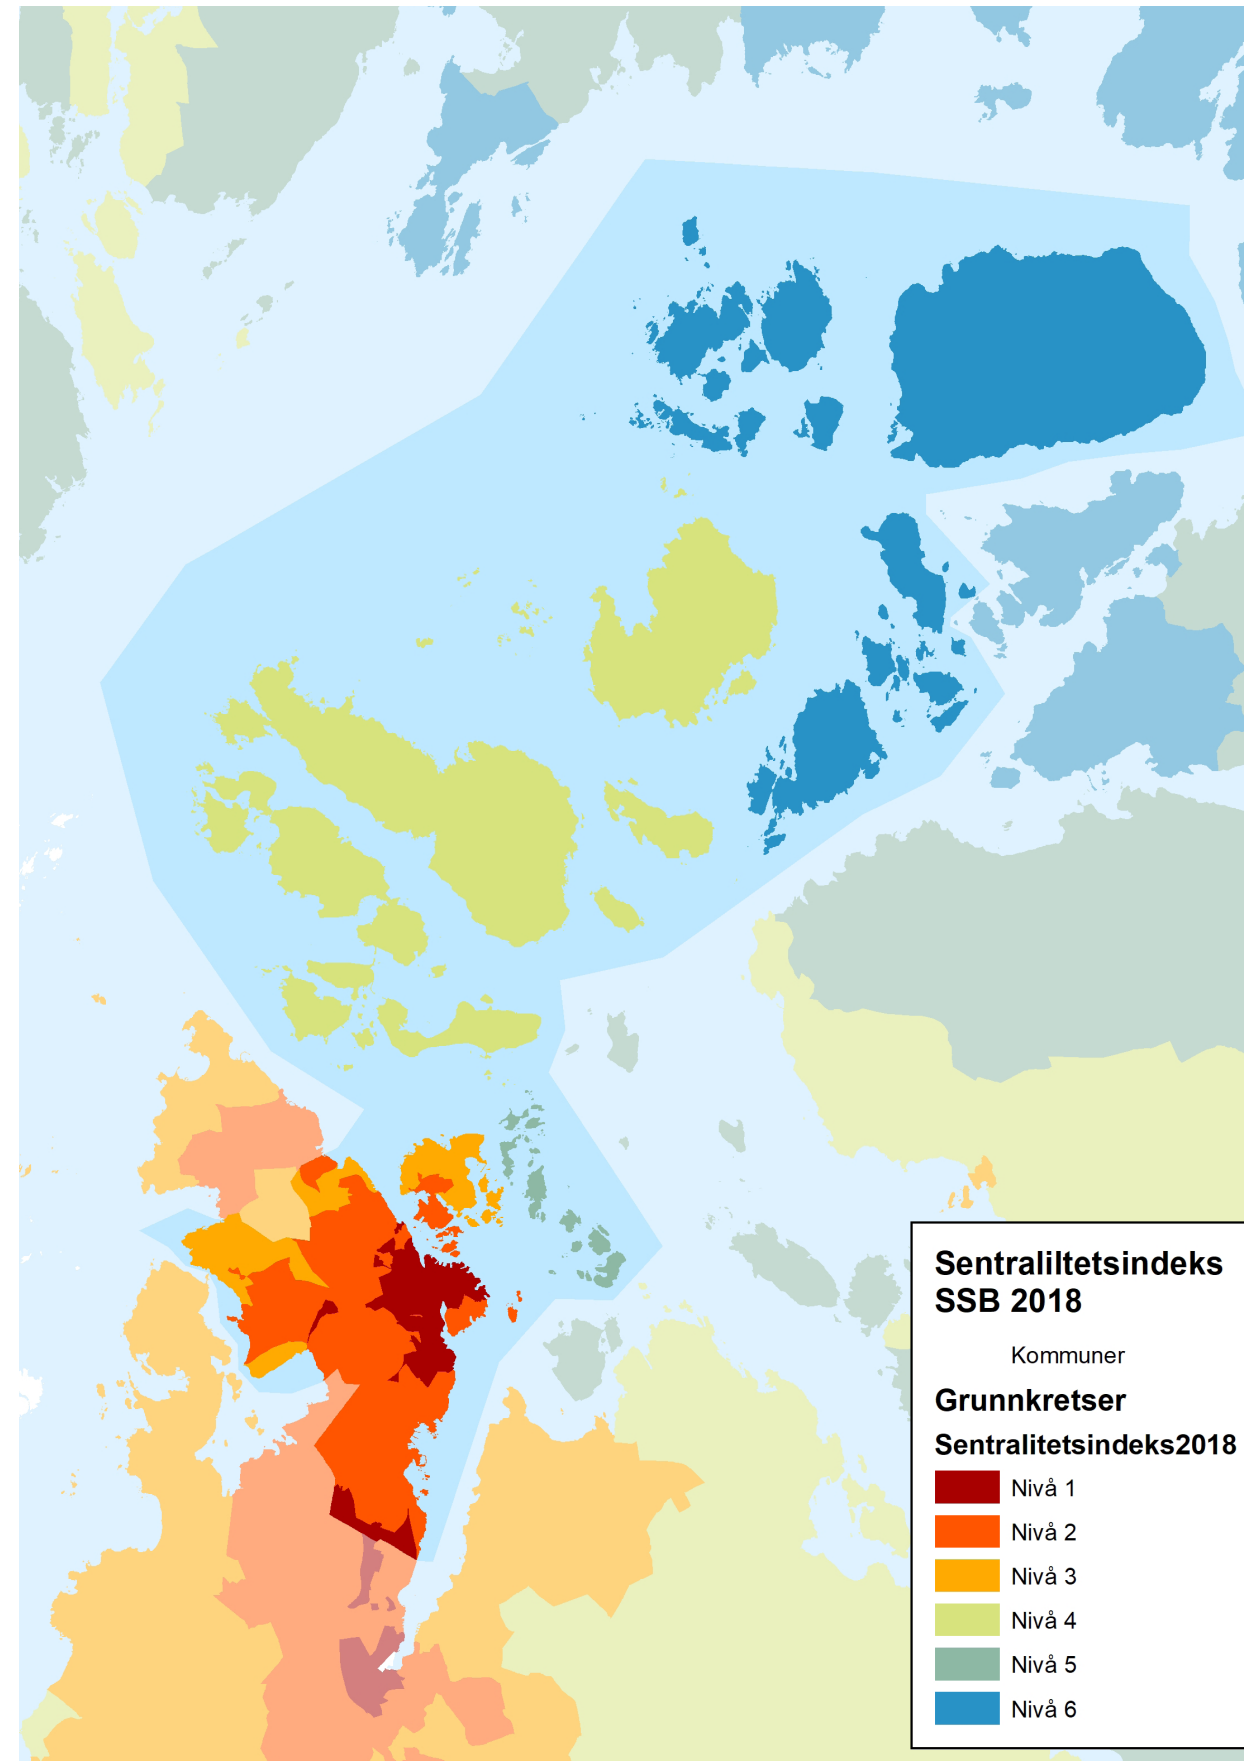 Sentraliltetsindeks
SSB 2018
Kommuner
Grunnkretser
Sentralitetsindeks2018
Nivå 1
Nivå 2
Nivå 3
Nivå 4
Nivå 5
Nivå 6